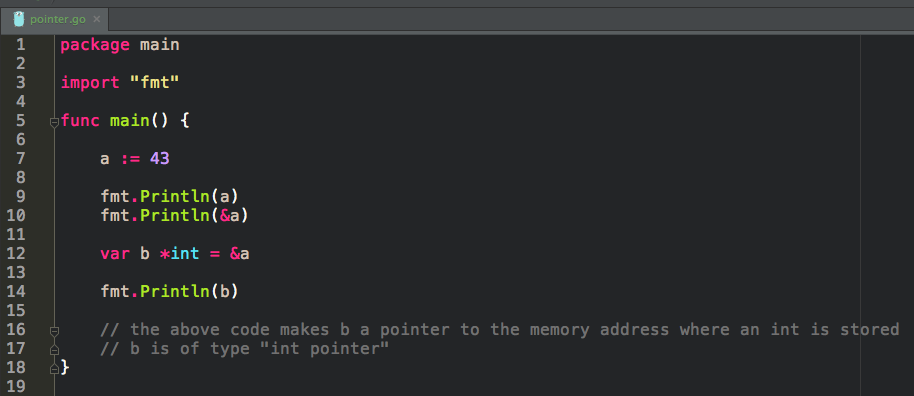 pointer.go ×
1 package main
2
3 import "fmt"
4
5 func main() {
6
7     a := 43
8
9     fmt.Println(a)
10     fmt.Println(&a)
11
12     var b *int = &a
13
14     fmt.Println(b)
15
16     // the above code makes b a pointer to the memory address where an int is stored
17     // b is of type "int pointer"
18 }
19